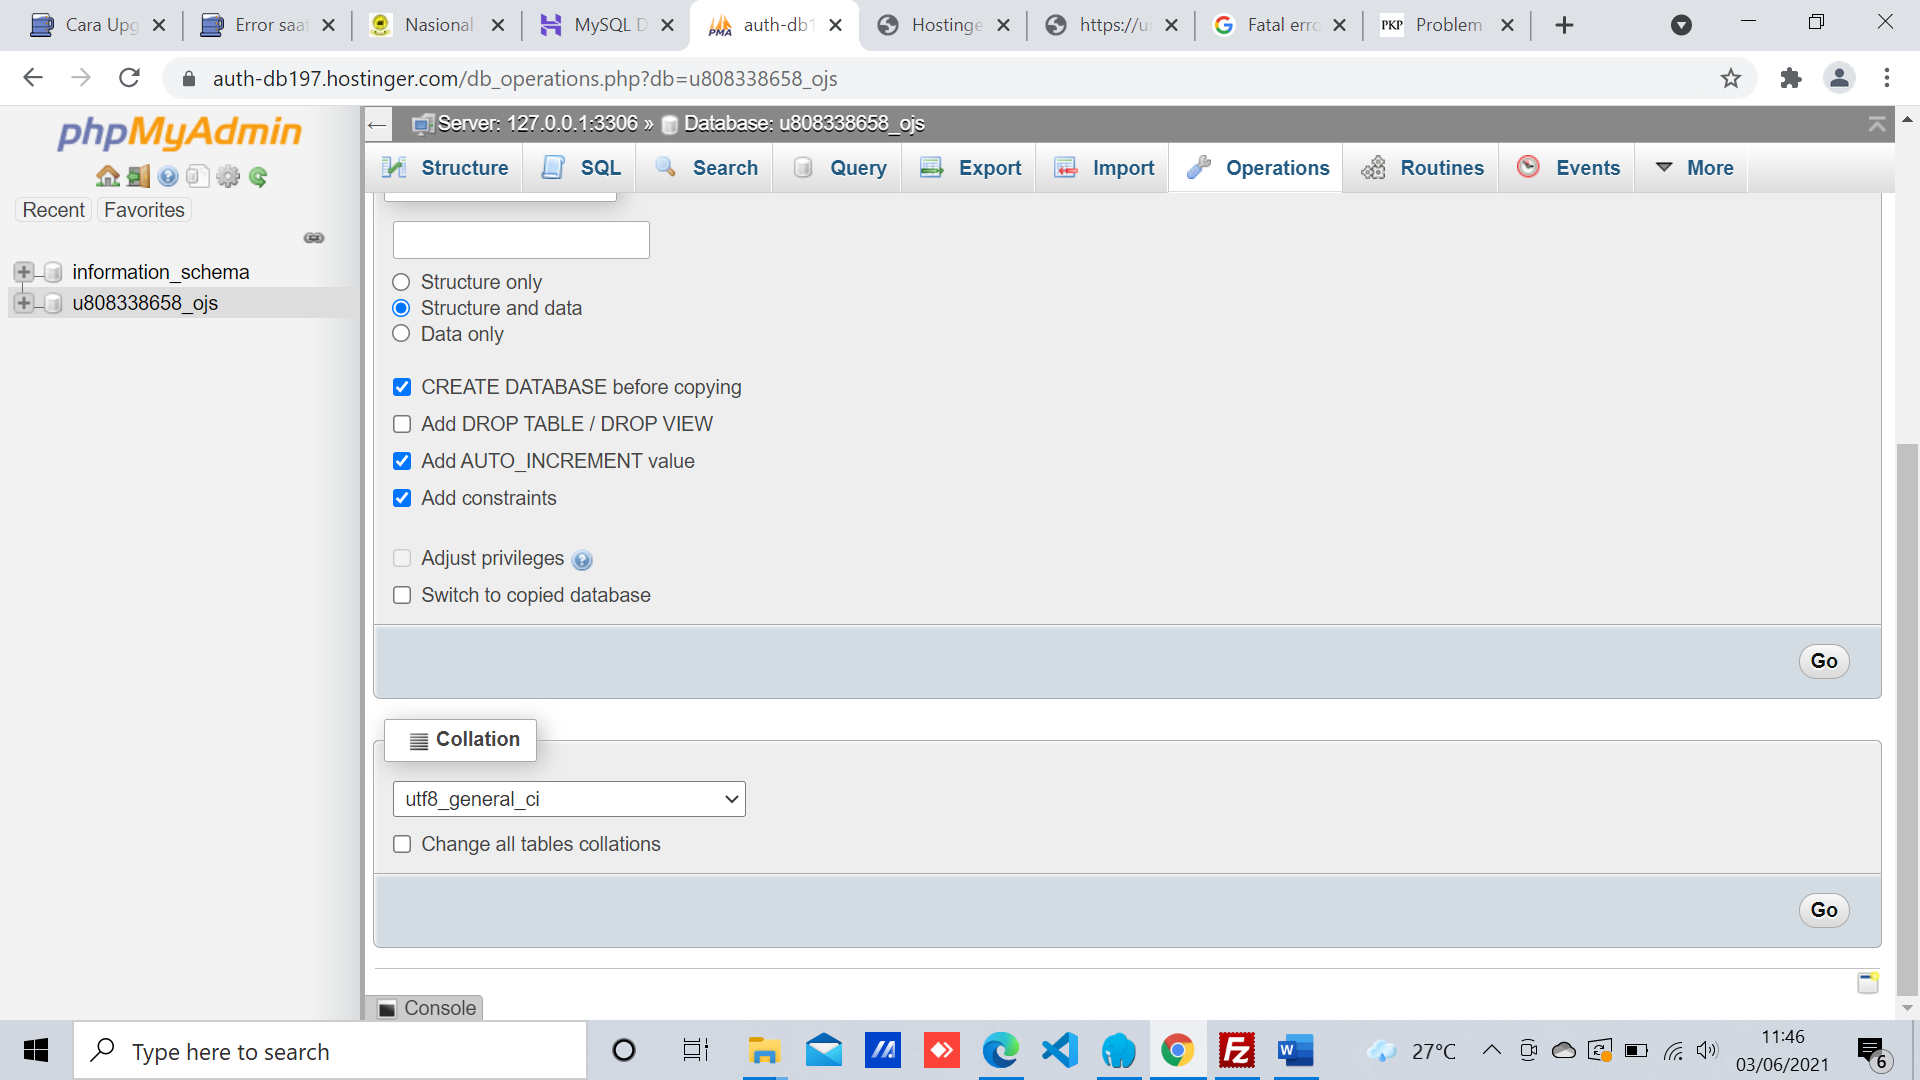 Cara Upg
Error saat
Nasional
MySQL D
auth-db1
Hostinge
https://u
Fatal erro
PKP Problem
auth-db197.hostinger.com/db_operations.php?db=u808338658_ojs
phpMyAdmin
Recent Favorites
information_schema
u808338658_ojs
Server: 127.0.0.1:3306 » Database: u808338658_ojs
Structure SQL Search Query Export Import Operations Routines Events More
Structure only
Structure and data
Data only
CREATE DATABASE before copying
Add DROP TABLE / DROP VIEW
Add AUTO_INCREMENT value
Add constraints
Adjust privileges
Switch to copied database
Go
Collation
utf8_general_ci
Change all tables collations
Go
Console
Type here to search
27°C
11:46
03/06/2021
6